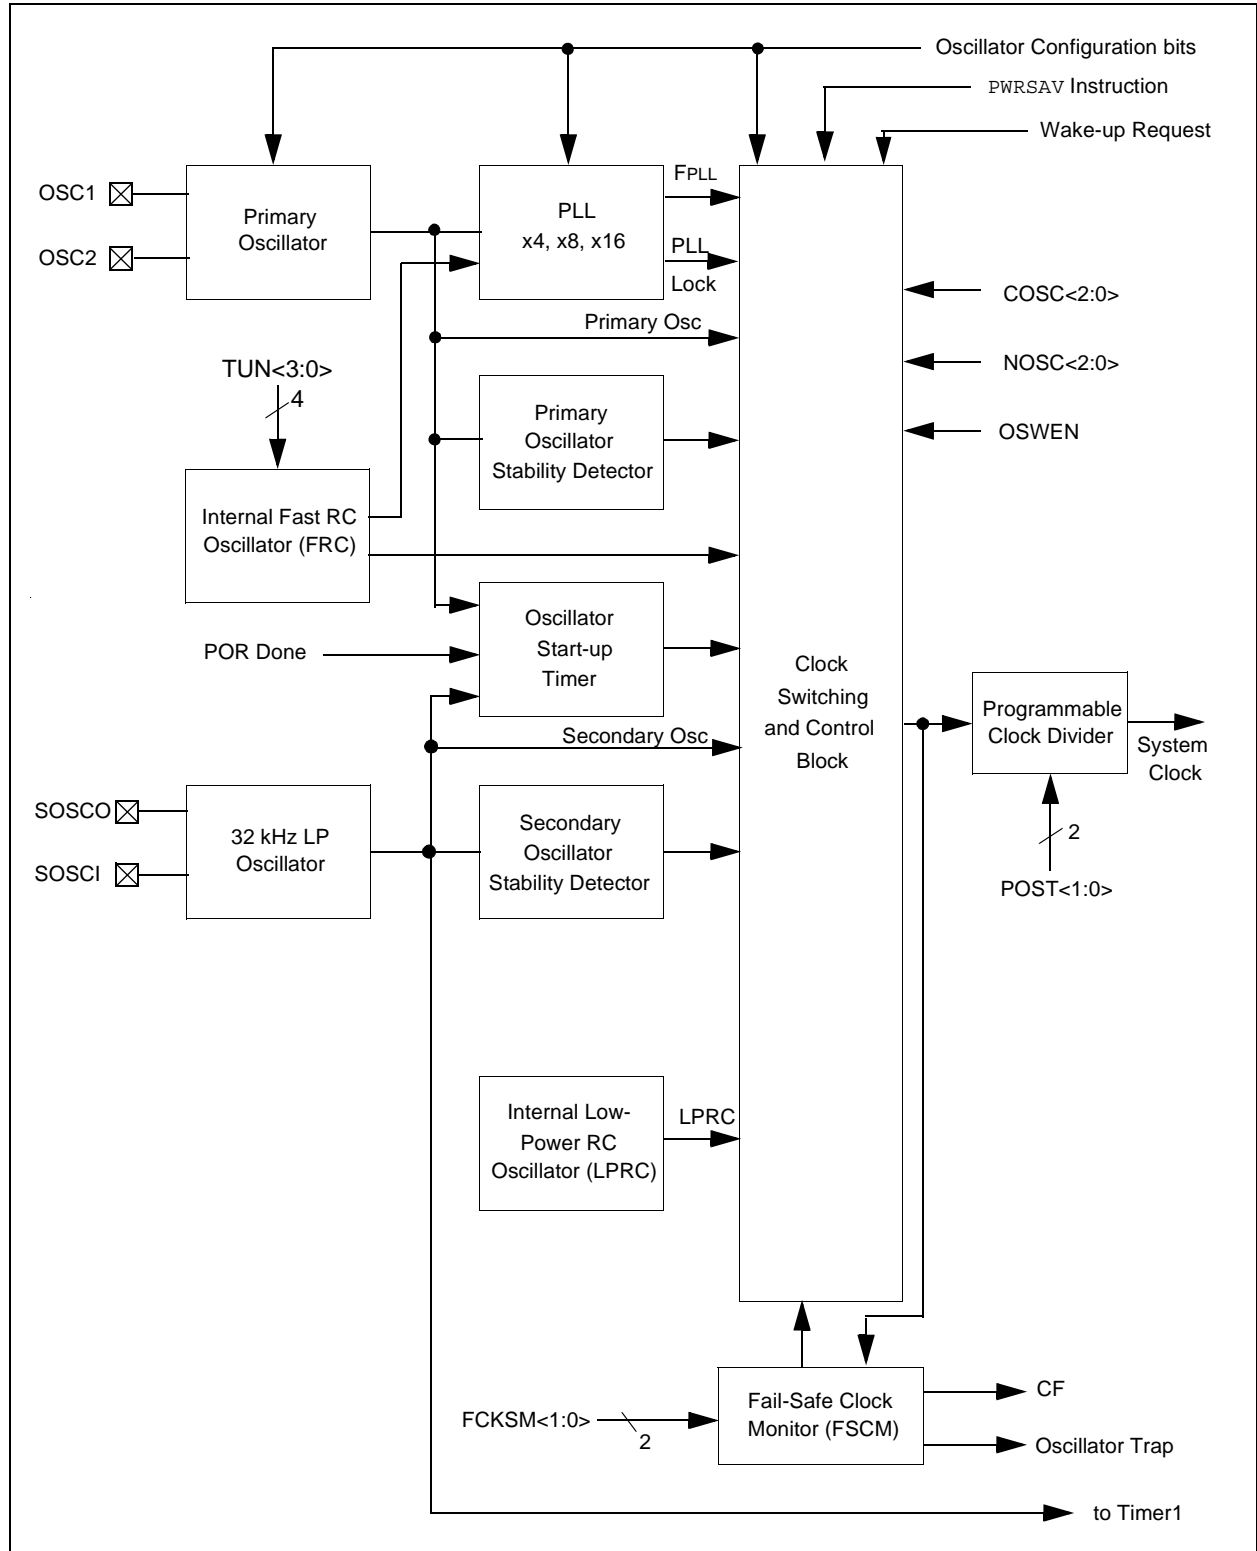 Oscillator Configuration bits
PWRSAV Instruction
Wake-up Request
OSC1
OSC2
Primary
Oscillator
PLL
x4, x8, x16
FPLL
PLL
Lock
COSC<2:0>
Primary Osc
NOSC<2:0>
TUN<3:0>
4
Primary
Oscillator
Stability Detector
OSWEN
Internal Fast RC
Oscillator (FRC)
POR Done
Oscillator
Start-up
Timer
Clock
Switching
and Control
Block
Secondary Osc
Programmable
Clock Divider
System
Clock
2
POST<1:0>
SOSCO
SOSCI
32 kHz LP
Oscillator
Secondary
Oscillator
Stability Detector
Internal Low-
Power RC
Oscillator (LPRC)
LPRC
FCKSM<1:0>
2
Fail-Safe Clock
Monitor (FSCM)
CF
Oscillator Trap
to Timer1